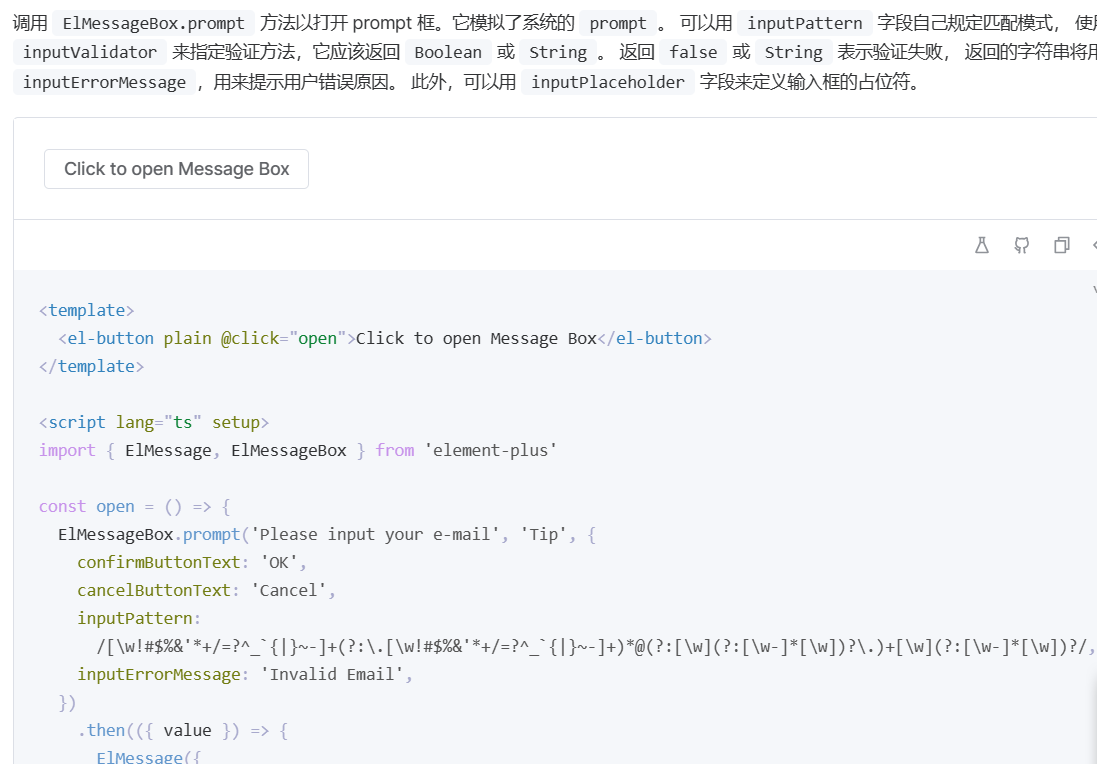 调用 ElMessageBox.prompt 方法以打开 prompt 框。它模拟了系统的 prompt 。 可以用 inputPattern 字段自己规定匹配模式， 使
inputValidator 来指定验证方法，它应该返回 Boolean 或 String 。 返回 false 或 String 表示验证失败， 返回的字符串将用
inputErrorMessage ，用来提示用户错误原因。 此外，可以用 inputPlaceholder 字段来定义输入框的占位符。
Click to open Message Box
<template>
  <el-button plain @click="open">Click to open Message Box</el-button>
</template>
<script lang="ts" setup>
import { ElMessage, ElMessageBox } from 'element-plus'
const open = () => {
  ElMessageBox.prompt('Please input your e-mail', 'Tip', {
    confirmButtonText: 'OK',
    cancelButtonText: 'Cancel',
    inputPattern:
      /[\w!#$%&'*+/=?^_`{|}~-]+(?:\.[\w!#$%&'*+/=?^_`{|}~-]+)*@(?:[\w](?:[\w-]*[\w])?\.)+[\w](?:[\w-]*[\w])?/,
    inputErrorMessage: 'Invalid Email',
  })
    .then(({ value }) => {
      ElMessage({